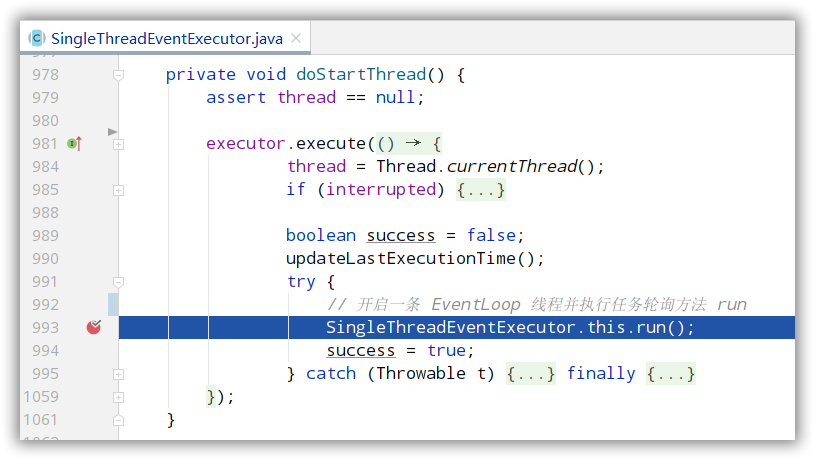 SingleThreadEventExecutor.java
978 private void doStartThread() {
979 assert thread == null;
980
981 executor.execute(() → {
984 thread = Thread.currentThread();
985 if (interrupted) {...}
988
989 boolean success = false;
990 updateLastExecutionTime();
991 try {
992 // 开启一条 EventLoop 线程并执行任务轮询方法 run
993 SingleThreadEventExecutor.this.run();
994 success = true;
995 } catch (Throwable t) {...} finally {...}
1059 });
1061 }